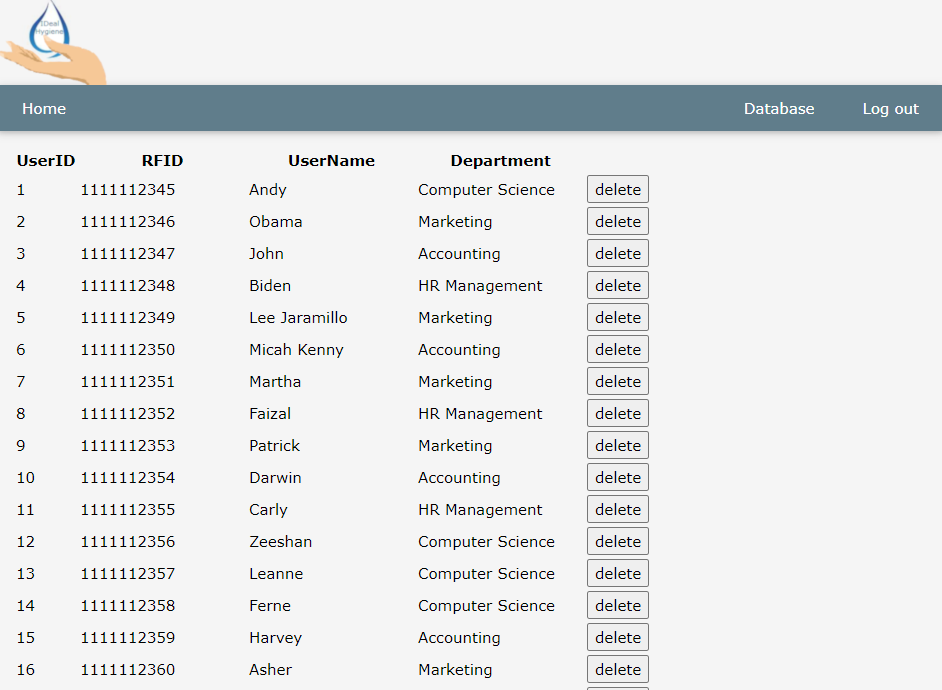 IDeal
Hygiene
Home Database Log out
UserID RFID UserName Department
1 1111112345 Andy Computer Science delete
2 1111112346 Obama Marketing delete
3 1111112347 John Accounting delete
4 1111112348 Biden HR Management delete
5 1111112349 Lee Jaramillo Marketing delete
6 1111112350 Micah Kenny Accounting delete
7 1111112351 Martha Marketing delete
8 1111112352 Faizal HR Management delete
9 1111112353 Patrick Marketing delete
10 1111112354 Darwin Accounting delete
11 1111112355 Carly HR Management delete
12 1111112356 Zeeshan Computer Science delete
13 1111112357 Leanne Computer Science delete
14 1111112358 Ferne Computer Science delete
15 1111112359 Harvey Accounting delete
16 1111112360 Asher Marketing delete